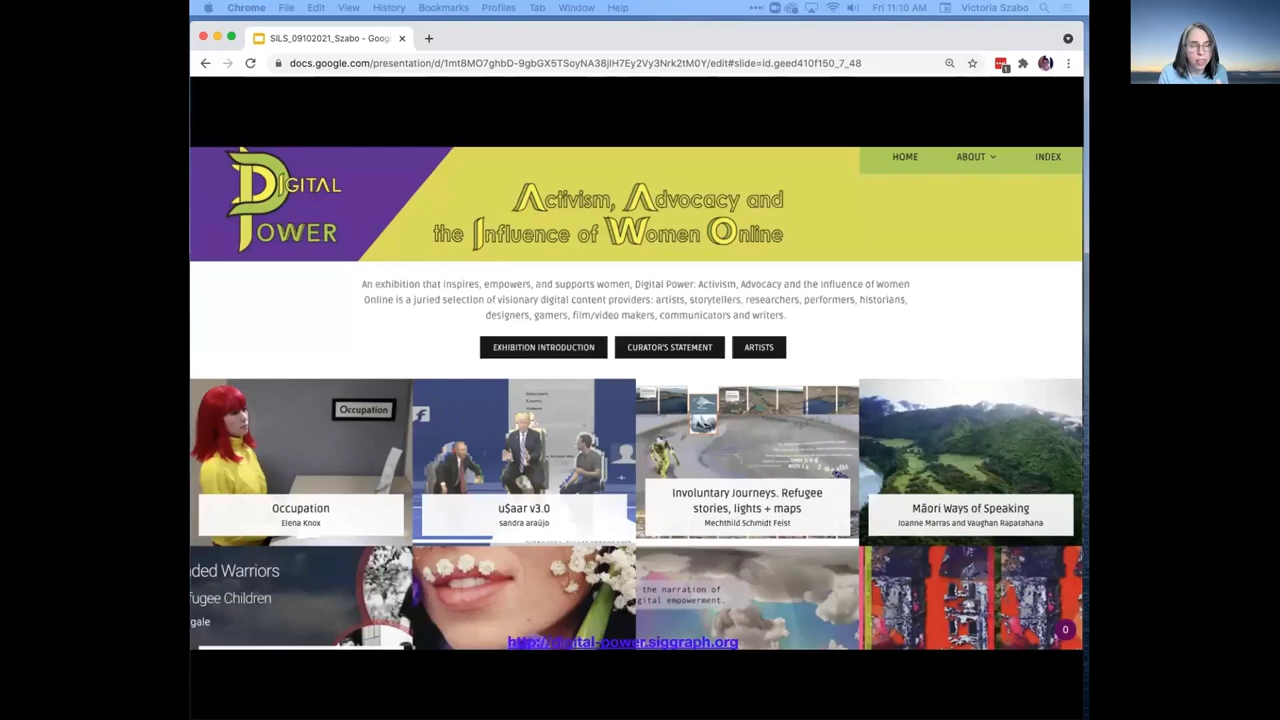 Chrome File Edit View History Bookmarks Profiles Tab Window Help
Fri 11:10 AM Victoria Szabo
SILS_09102021_Szabo - Goog
docs.google.com/presentation/d/1mt8MO7ghbD-9gbGX5TSoyNA38jIH7Ey2Vy3Nrk2tM0Y/edit#slide=id.geed410f150_7_48
HOME ABOUT INDEX
DIGITAL
POWER
Activism, Advocacy and
the Influence of Women Online
An exhibition that inspires, empowers, and supports women, Digital Power: Activism, Advocacy and the Influence of Women
Online is a juried selection of visionary digital content providers: artists, storytellers, researchers, performers, historians,
designers, gamers, film/video makers, communicators and writers.
EXHIBITION INTRODUCTION CURATOR'S STATEMENT ARTISTS
Occupation
Occupation
Elena Knox
u$aar v3.0
sandra araújo
Involuntary Journeys. Refugee
stories, lights + maps
Mechthild Schmidt Feist
Māori Ways of Speaking
Joanne Marras and Vaughan Rapatahana
nded Warriors
fugee Children
gale
the narration of
gital empowerment.
http://digital-power.siggraph.org
0